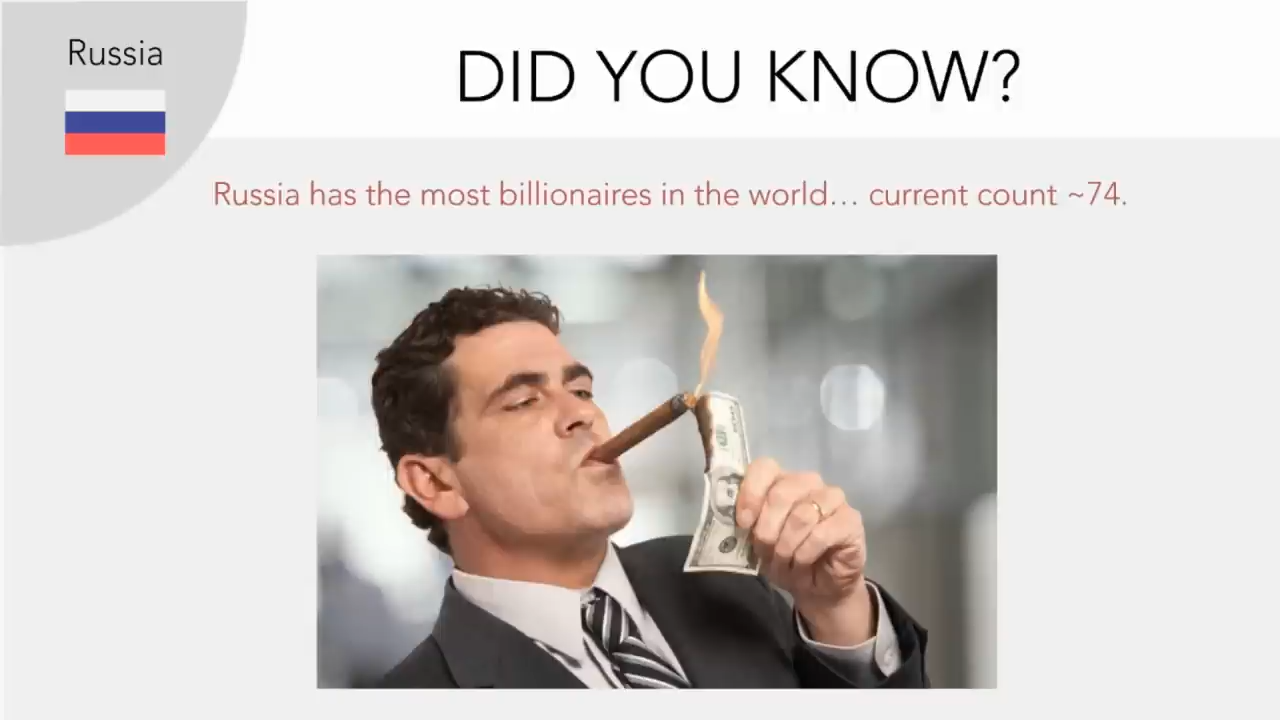 Russia
DID YOU KNOW?
Russia has the most billionaires in the world... current count ~74.